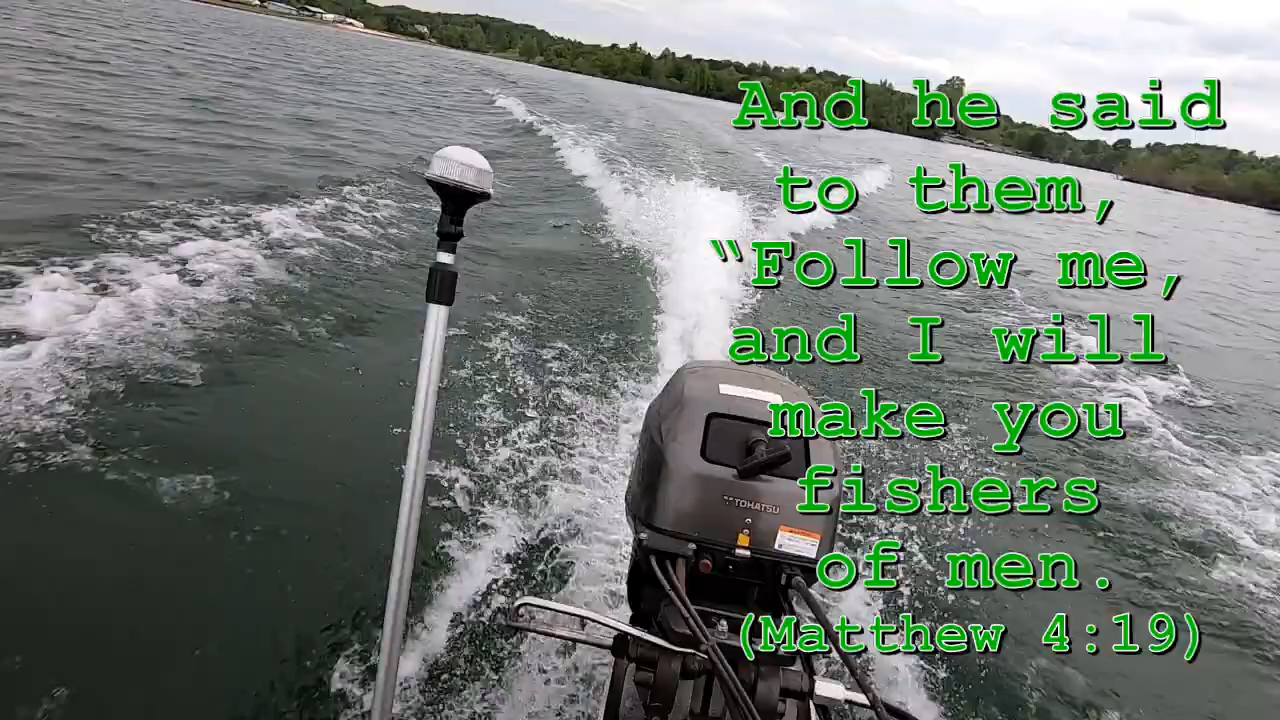 And he said
to them,
"Follow me,
and I will
make you
fishers
of men.
(Matthew 4:19)
TOHATSU